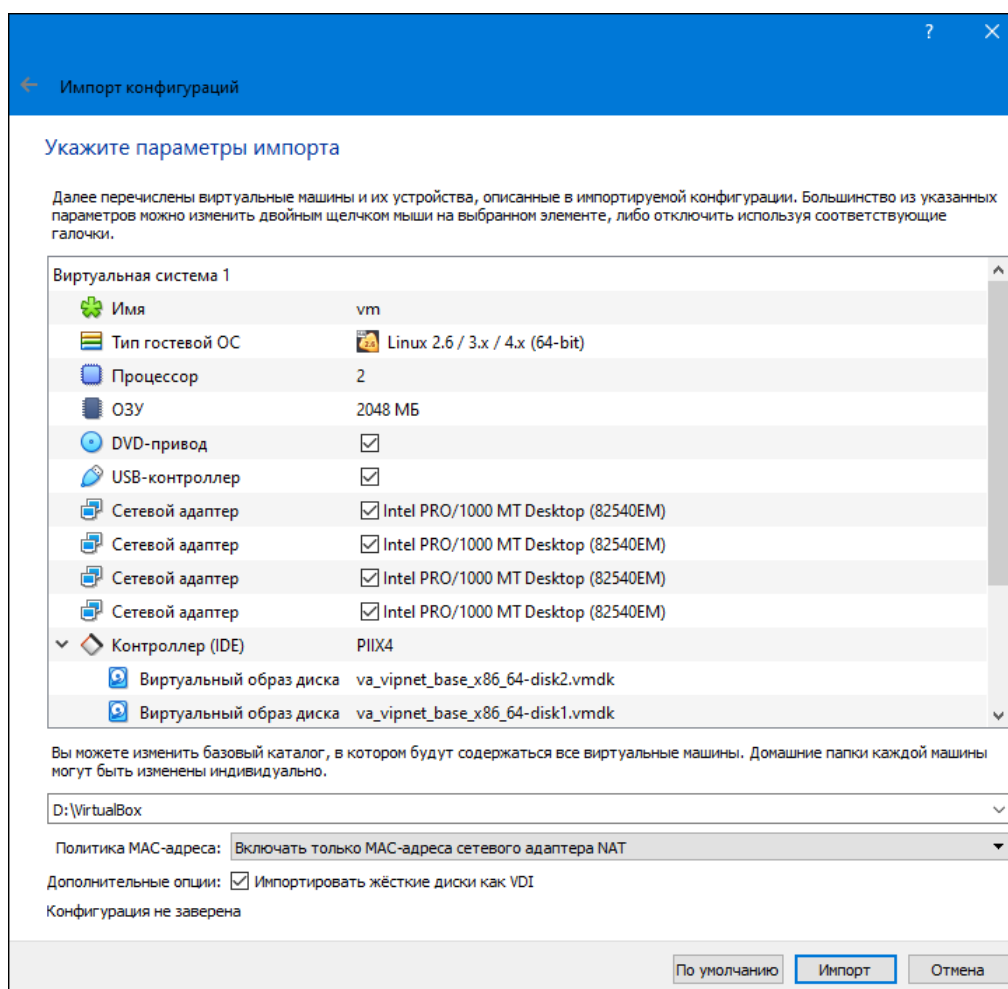 ?
Импорт конфигураций
Укажите параметры импорта
Далее перечислены виртуальные машины и их устройства, описанные в импортируемой конфигурации. Большинство из указанных
параметров можно изменить двойным щелчком мыши на выбранном элементе, либо отключить используя соответствующие
галочки.
Виртуальная система 1
Имя vm
Тип гостевой ОС Linux 2.6 / 3.x / 4.x (64-bit)
Процессор 2
ОЗУ 2048 МБ
DVD-привод
USB-контроллер
Сетевой адаптер Intel PRO/1000 MT Desktop (82540EM)
Сетевой адаптер Intel PRO/1000 MT Desktop (82540EM)
Сетевой адаптер Intel PRO/1000 MT Desktop (82540EM)
Сетевой адаптер Intel PRO/1000 MT Desktop (82540EM)
Контроллер (IDE) PIIX4
Виртуальный образ диска va_vipnet_base_x86_64-disk2.vmdk
Виртуальный образ диска va_vipnet_base_x86_64-disk1.vmdk
Вы можете изменить базовый каталог, в котором будут содержаться все виртуальные машины. Домашние папки каждой машины
могут быть изменены индивидуально.
D:\VirtualBox
Политика MAC-адреса: Включать только MAC-адреса сетевого адаптера NAT
Дополнительные опции: Импортировать жёсткие диски как VDI
Конфигурация не заверена
По умолчанию Импорт Отмена